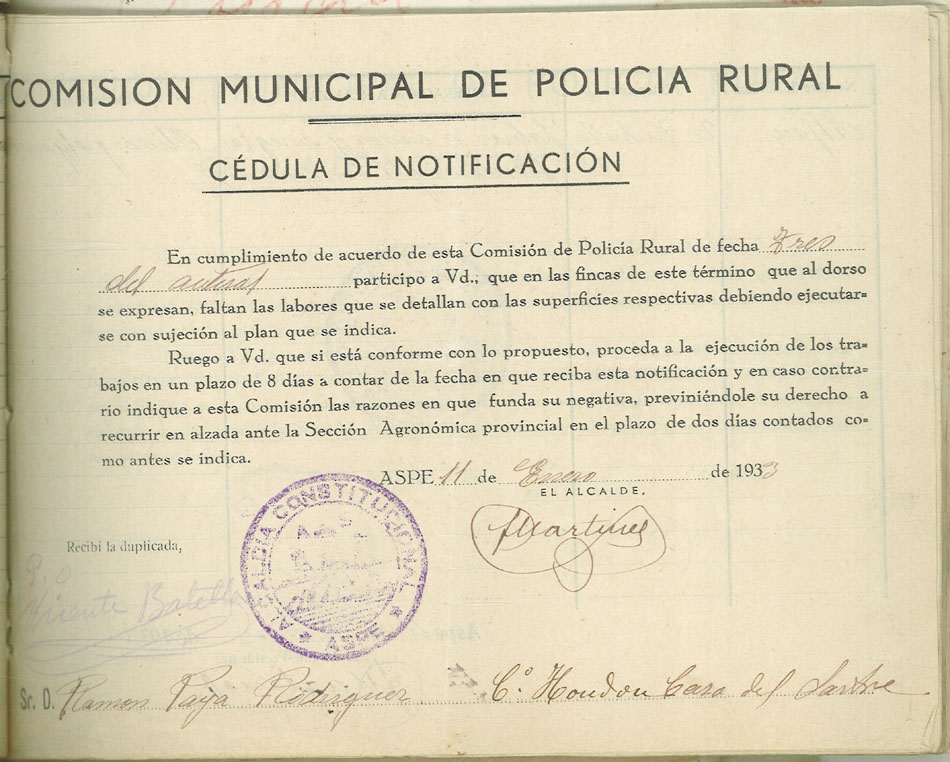 COMISION MUNICIPAL DE POLICIA RURAL
CÉDULA DE NOTIFICACIÓN
En cumplimiento de acuerdo de esta Comisión de Policía Rural de fecha Tres
del actual participo a Vd., que en las fincas de este término que al dorso
se expresan, faltan las labores que se detallan con las superficies respectivas debiendo ejecutar=
se con sujeción al plan que se indica.
Ruego a Vd. que si está conforme con lo propuesto, proceda a la ejecución de los tra=
bajos en un plazo de 8 días a contar de la fecha en que reciba esta notificación y en caso contra=
rio indique a esta Comisión las razones en que funda su negativa, previniéndole su derecho a
recurrir en alzada ante la Sección Agronómica provincial en el plazo de dos días contados co=
mo antes se indica.
ASPE 11 de Enero de 1933
EL ALCALDE,
PMartinez
ALCALDIA CONSTITUCIONAL
★ ASPE ★
Recibí la duplicada,
P.O
Vicente Batella
Sr. D. Ramon Paya Rodriguez C.º Hondon Casa del Sastre